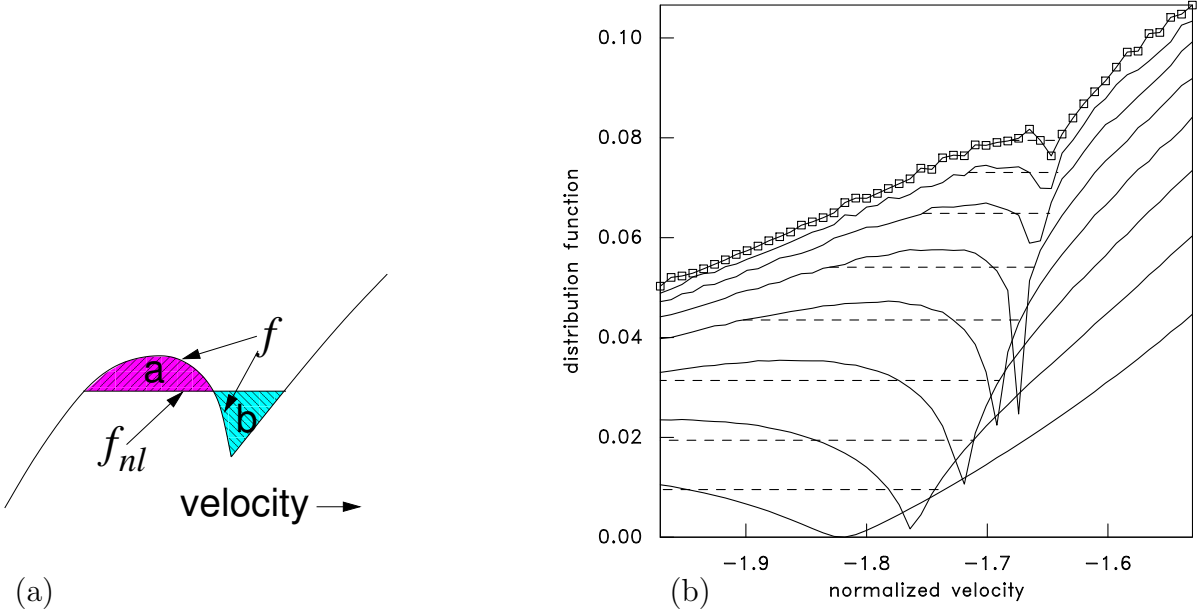 f
a
b
f_nl
velocity
(a)
distribution function
0.10
0.08
0.06
0.04
0.02
0.00
−1.9 −1.8 −1.7 −1.6
normalized velocity
(b)